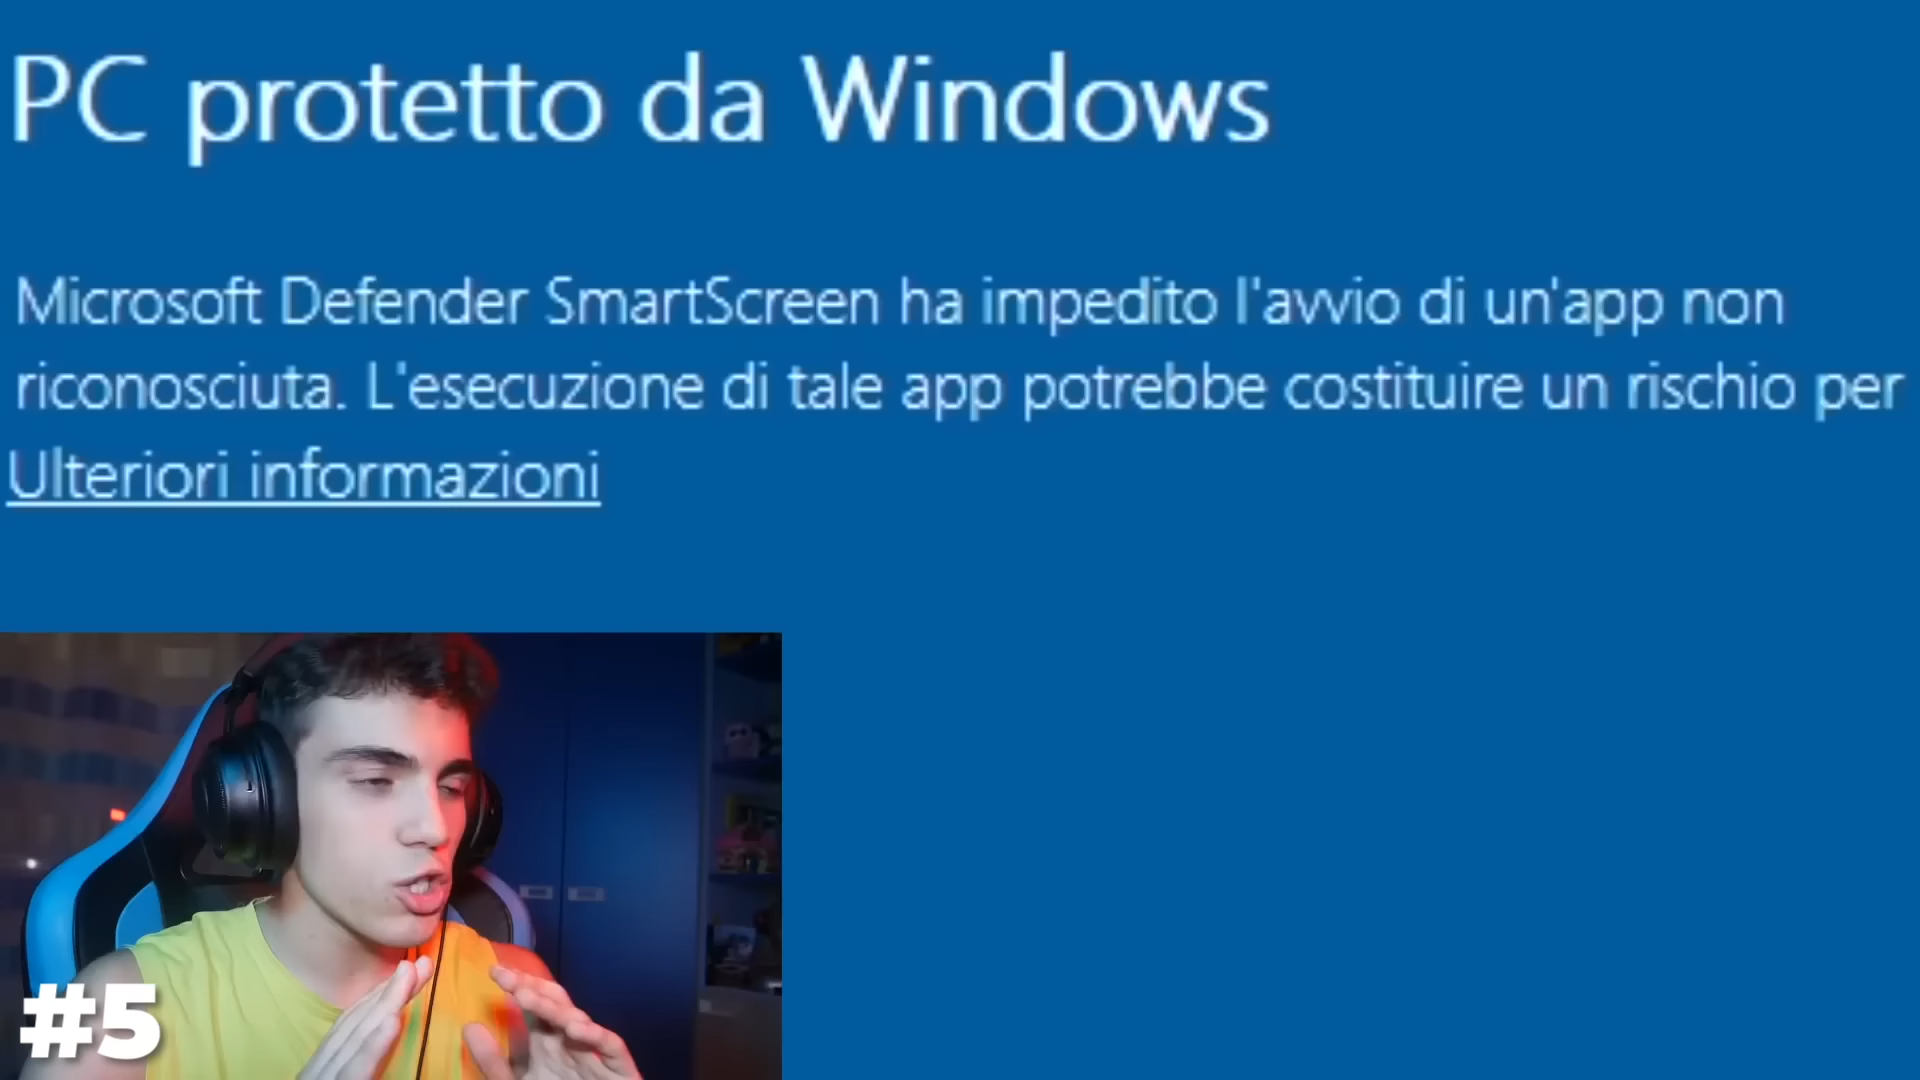 PC protetto da Windows
Microsoft Defender SmartScreen ha impedito l'avvio di un'app non
riconosciuta. L'esecuzione di tale app potrebbe costituire un rischio per
Ulteriori informazioni
#5